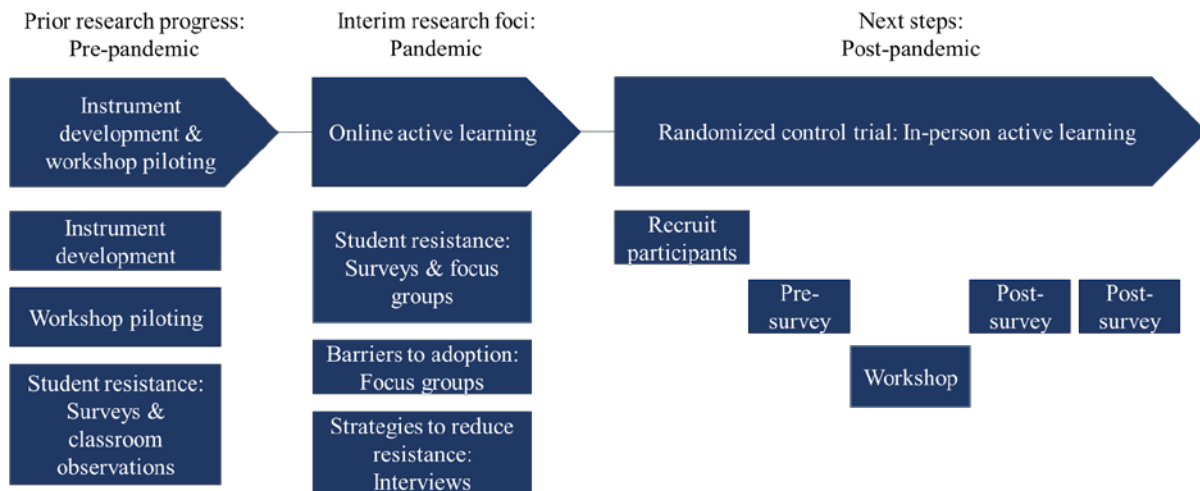 Prior research progress:
Pre-pandemic
Interim research foci:
Pandemic
Next steps:
Post-pandemic
Instrument
development &
workshop piloting
Online active learning
Randomized control trial: In-person active learning
Instrument
development
Workshop piloting
Student resistance:
Surveys &
classroom
observations
Student resistance:
Surveys & focus
groups
Barriers to adoption:
Focus groups
Strategies to reduce
resistance:
Interviews
Recruit
participants
Pre-
survey
Workshop
Post-
survey
Post-
survey